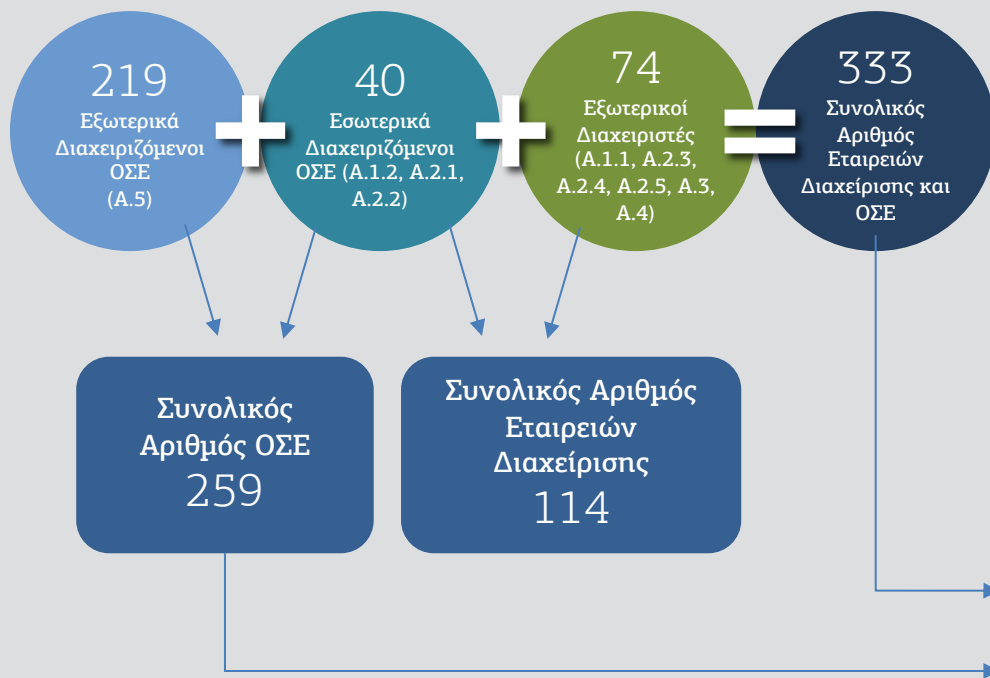 219
Εξωτερικά
Διαχειριζόμενοι
ΟΣΕ
(Α.5)
+
40
Εσωτερικά
Διαχειριζόμενοι
ΟΣΕ (Α.1.2, Α.2.1,
Α.2.2)
+
74
Εξωτερικοί
Διαχειριστές
(Α.1.1, Α.2.3,
Α.2.4, Α.2.5, Α.3,
Α.4)
=
333
Συνολικός
Αριθμός
Εταιρειών
Διαχείρισης και
ΟΣΕ
Συνολικός
Αριθμός ΟΣΕ
259
Συνολικός Αριθμός
Εταιρειών
Διαχείρισης
114